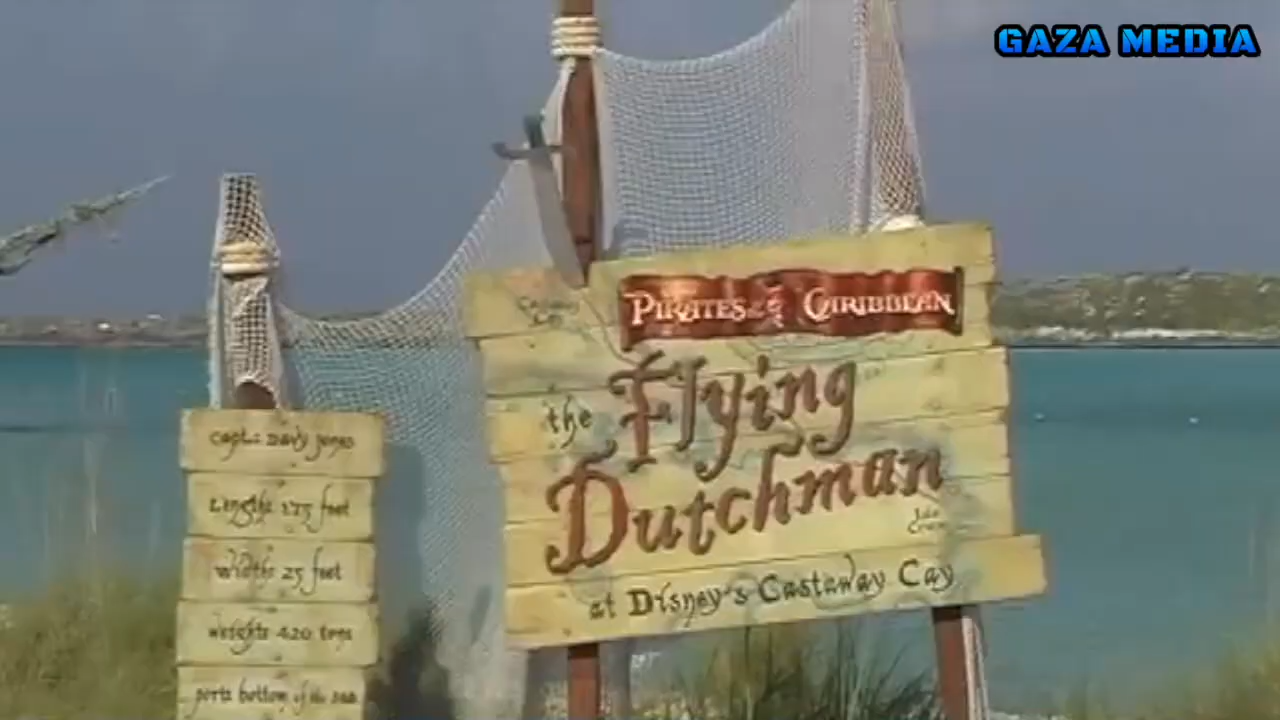 GAZA MEDIA
PIRATES of the CARIBBEAN
the Flying
Dutchman
at Disney's Castaway Cay
capt: davy jones
Length: 175 feet
width: 25 feet
weight: 420 tons
port: bottom of the sea